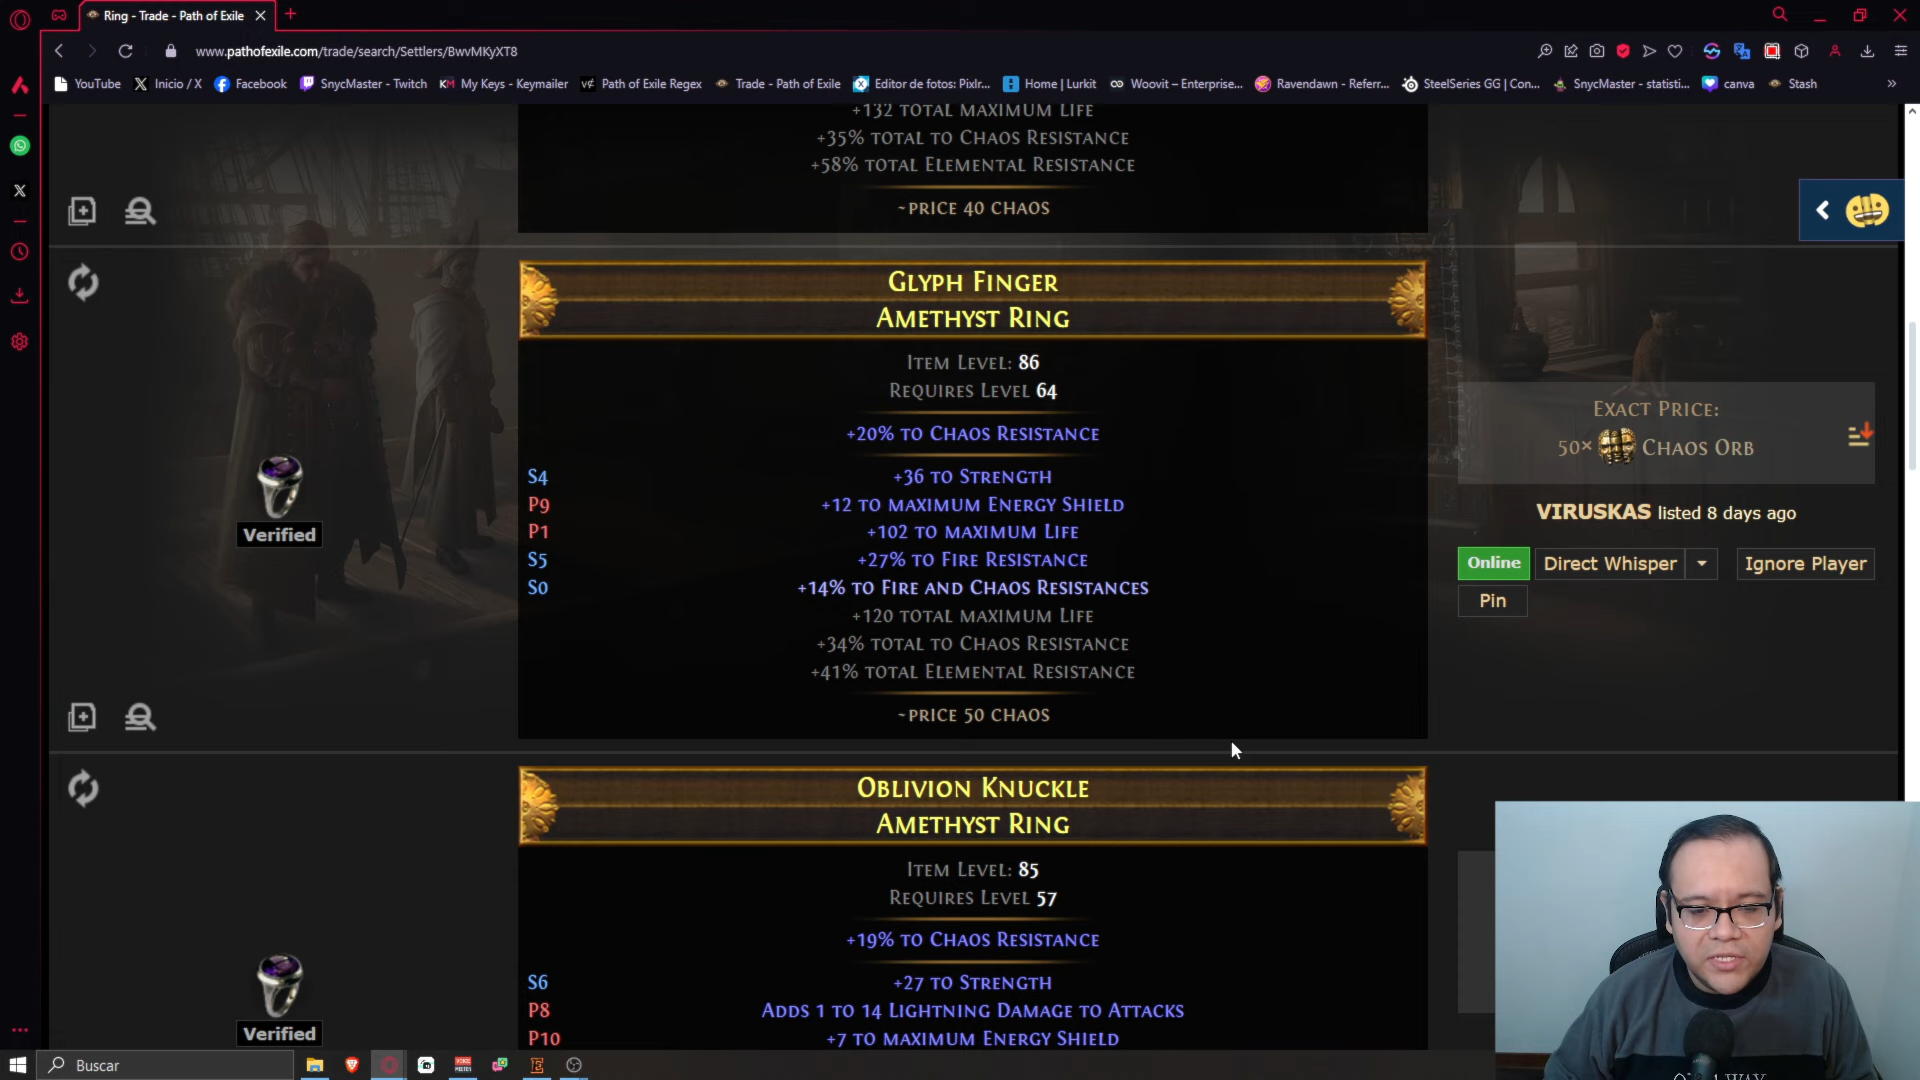 Ring - Trade - Path of Exile
www.pathofexile.com/trade/search/Settlers/BwvMKyXT8
YouTube
Inicio / X
Facebook
SnycMaster - Twitch
My Keys - Keymailer
Path of Exile Regex
Trade - Path of Exile
Editor de fotos: Pixlr...
Home | Lurkit
Woovit – Enterprise...
Ravendawn - Referr...
SteelSeries GG | Con...
SnycMaster - statisti...
canva
Stash
+132 total maximum Life
+35% total to Chaos Resistance
+58% total Elemental Resistance
~price 40 chaos
Glyph Finger
Amethyst Ring
Item Level: 86
Requires Level 64
+20% to Chaos Resistance
S4 +36 to Strength
P9 +12 to maximum Energy Shield
P1 +102 to maximum Life
S5 +27% to Fire Resistance
S0 +14% to Fire and Chaos Resistances
+120 total maximum Life
+34% total to Chaos Resistance
+41% total Elemental Resistance
~price 50 chaos
Verified
Exact Price:
50× Chaos Orb
VIRUSKAS listed 8 days ago
Online
Direct Whisper
Ignore Player
Pin
Oblivion Knuckle
Amethyst Ring
Item Level: 85
Requires Level 57
+19% to Chaos Resistance
S6 +27 to Strength
P8 Adds 1 to 14 Lightning Damage to Attacks
P10 +7 to maximum Energy Shield
Verified
Buscar